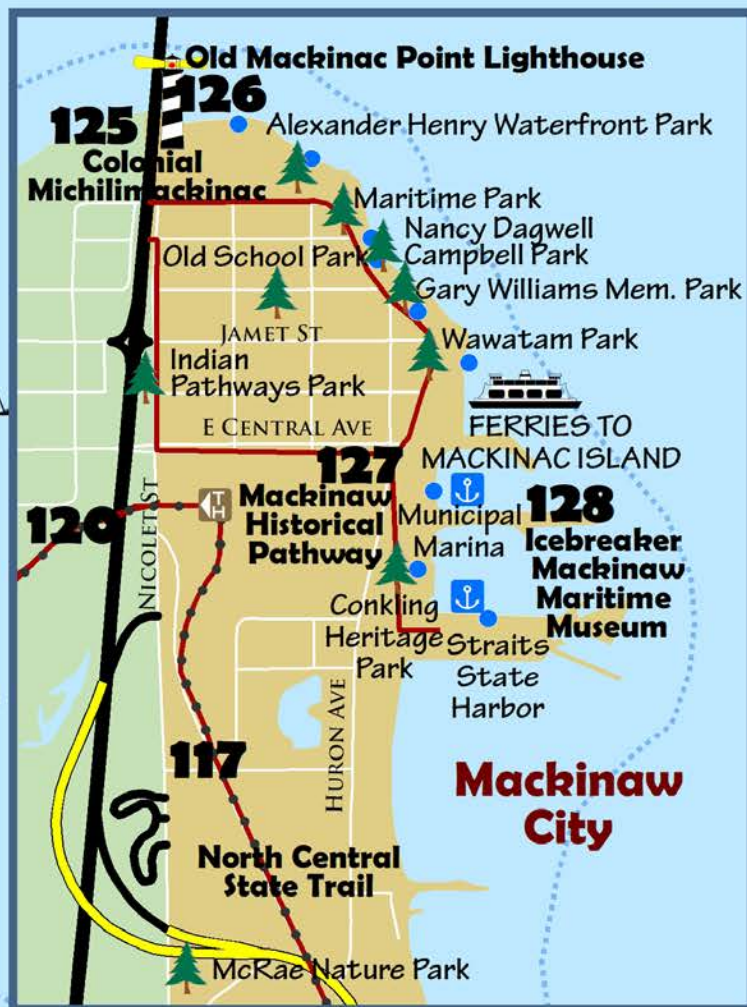 Old Mackinac Point Lighthouse
126
125
Alexander Henry Waterfront Park
Colonial
Michilimackinac
Maritime Park
Nancy Dagwell
Campbell Park
Old School Park
Gary Williams Mem. Park
JAMET ST
Wawatam Park
Indian
Pathways Park
E CENTRAL AVE
FERRIES TO
MACKINAC ISLAND
127
Mackinaw
Historical
Pathway
Municipal
Marina
128
Icebreaker
Mackinaw
Maritime
Museum
120
TH
NICOLET ST
Conkling
Heritage
Park
Straits
State
Harbor
HURON AVE
117
Mackinaw
City
North Central
State Trail
McRae Nature Park